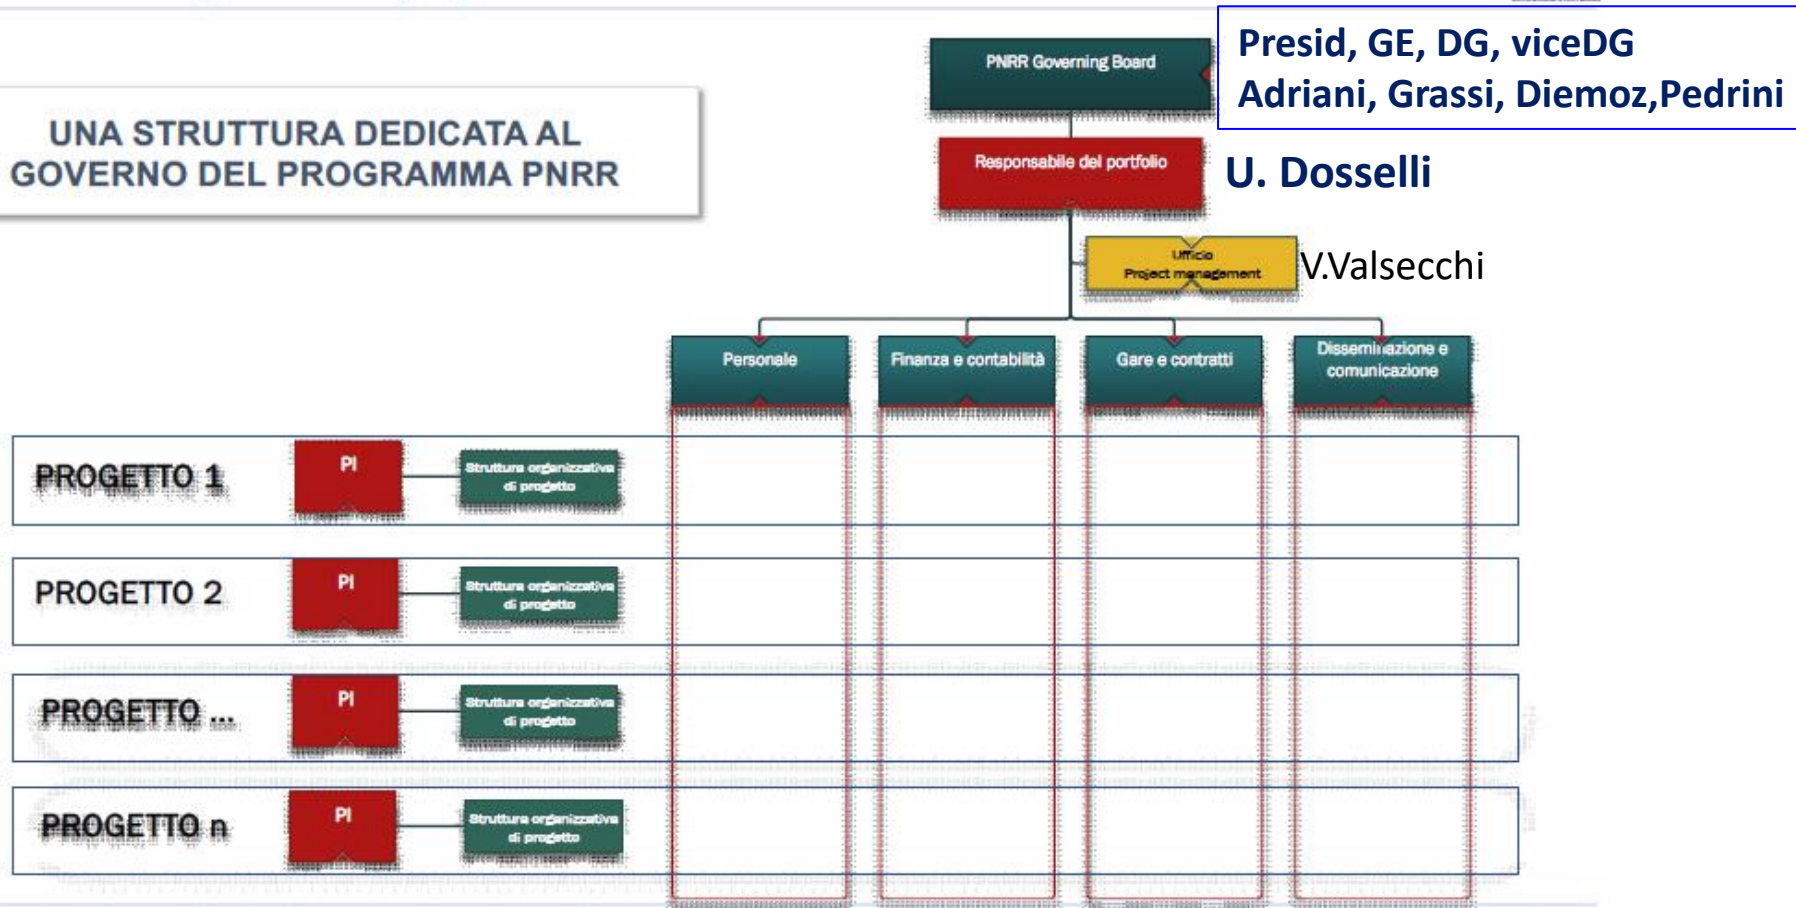 Presid, GE, DG, viceDG
Adriani, Grassi, Diemoz,Pedrini
PNRR Governing Board
UNA STRUTTURA DEDICATA AL
GOVERNO DEL PROGRAMMA PNRR
Responsabile del portfolio
U. Dosselli
Ufficio
Project management
V.Valsecchi
Personale
Finanza e contabilità
Gare e contratti
Disseminazione e
comunicazione
PROGETTO 1
PI
Struttura organizzativa
di progetto
PROGETTO 2
PI
Struttura organizzativa
di progetto
PROGETTO ...
PI
Struttura organizzativa
di progetto
PROGETTO n
PI
Struttura organizzativa
di progetto